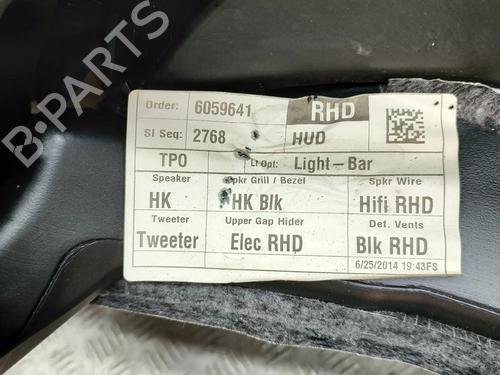 B-PARTS
Order: 6059641 RHD
SI Seq: 2768 HUD
TPO Lt Opt: Light-Bar
Speaker Spkr Grill / Bezel Spkr Wire
HK HK Blk Hifi RHD
Tweeter Upper Gap Hider Def. Vents
Tweeter Elec RHD Blk RHD
6/25/2014 19:43FS